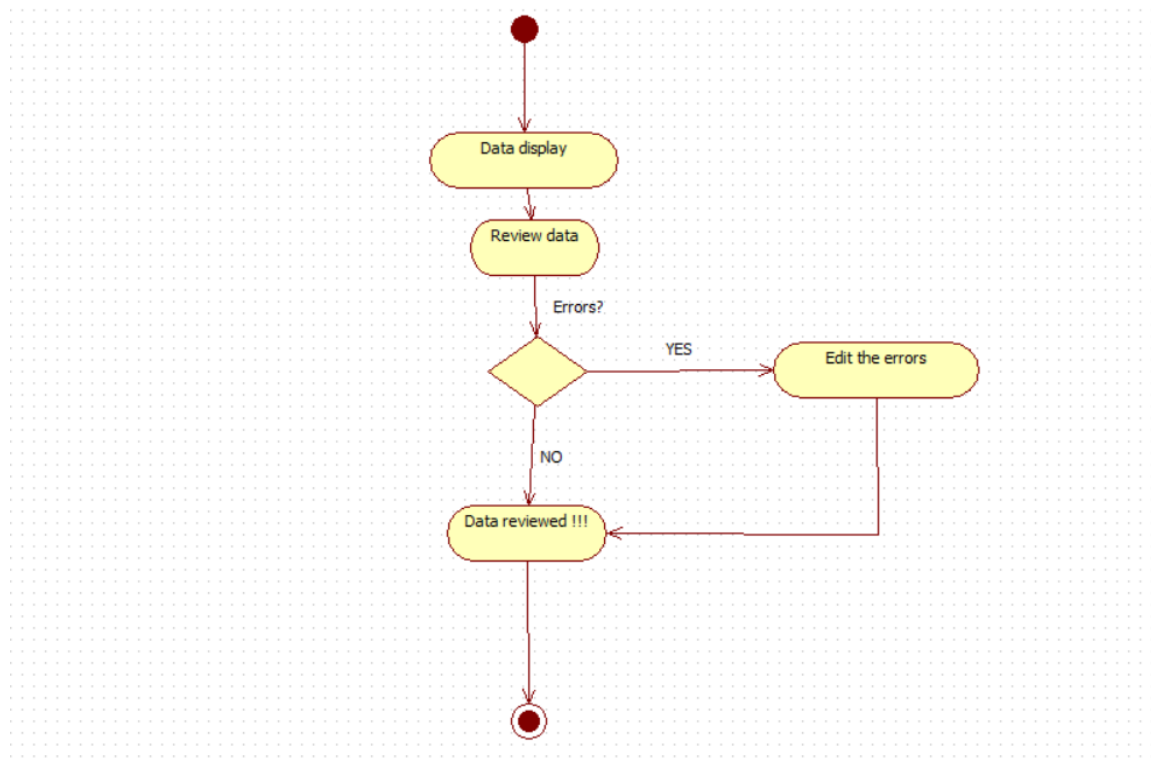 Data display
Review data
Errors?
YES
Edit the errors
NO
Data reviewed !!!